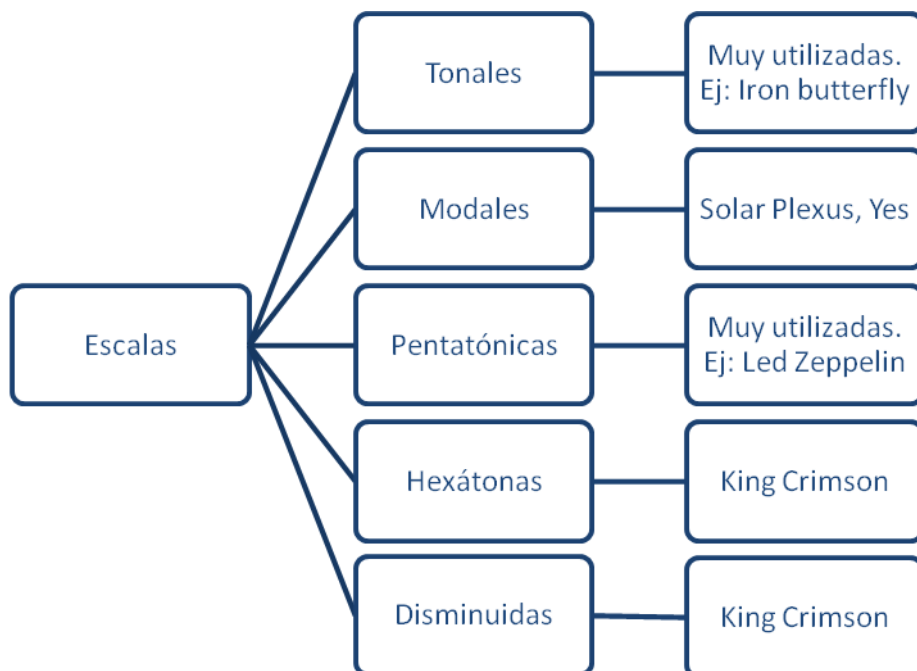 Escalas
Tonales
Muy utilizadas.
Ej: Iron butterfly
Modales
Solar Plexus, Yes
Pentatónicas
Muy utilizadas.
Ej: Led Zeppelin
Hexátonas
King Crimson
Disminuidas
King Crimson